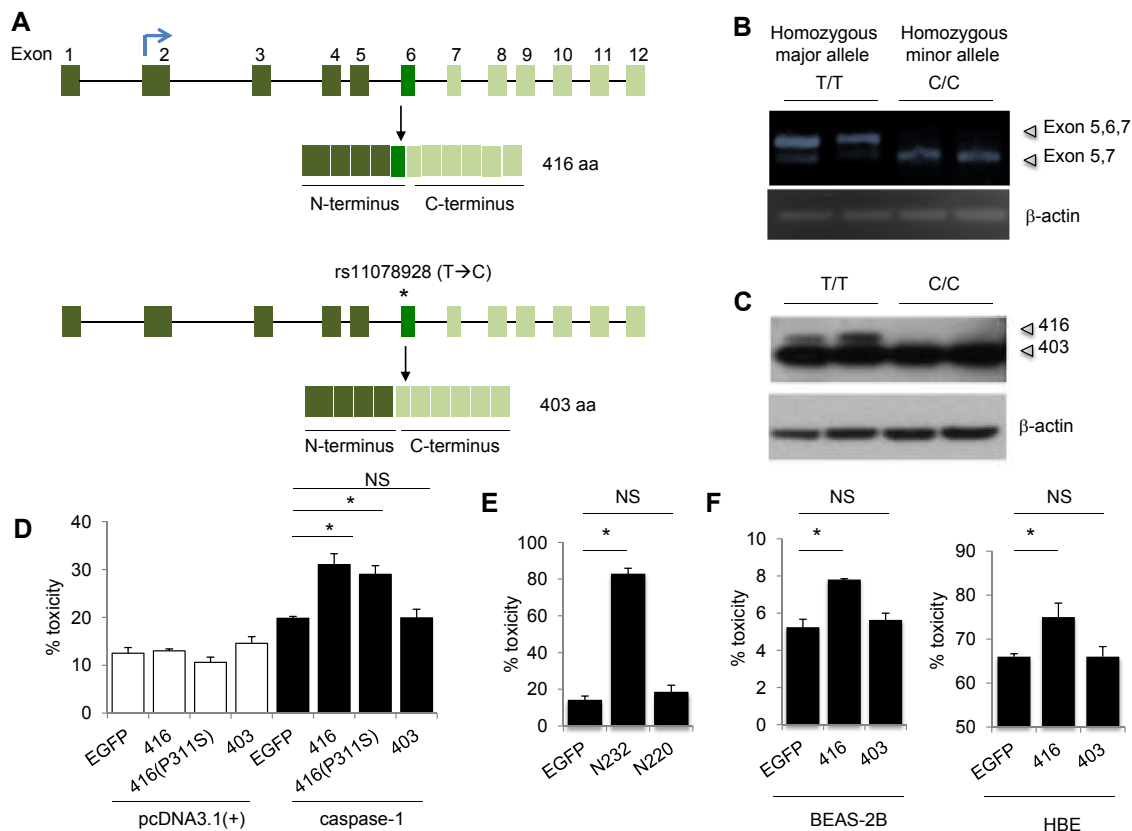 A
Exon 1 2 3 4 5 6 7 8 9 10 11 12
416 aa
N-terminus C-terminus
rs11078928 (T→C)
*
403 aa
N-terminus C-terminus
B
Homozygous major allele
Homozygous minor allele
T/T C/C
Exon 5,6,7
Exon 5,7
β-actin
C
T/T C/C
416
403
β-actin
D
NS
*
*
% toxicity
40
30
20
10
0
EGFP 416 416(P311S) 403 EGFP 416 416(P311S) 403
pcDNA3.1(+) caspase-1
E
NS
*
% toxicity
100
80
60
40
20
0
EGFP N232 N220
F
NS
*
% toxicity
10
8
6
4
2
0
EGFP 416 403
BEAS-2B
NS
*
% toxicity
90
80
70
60
50
EGFP 416 403
HBE